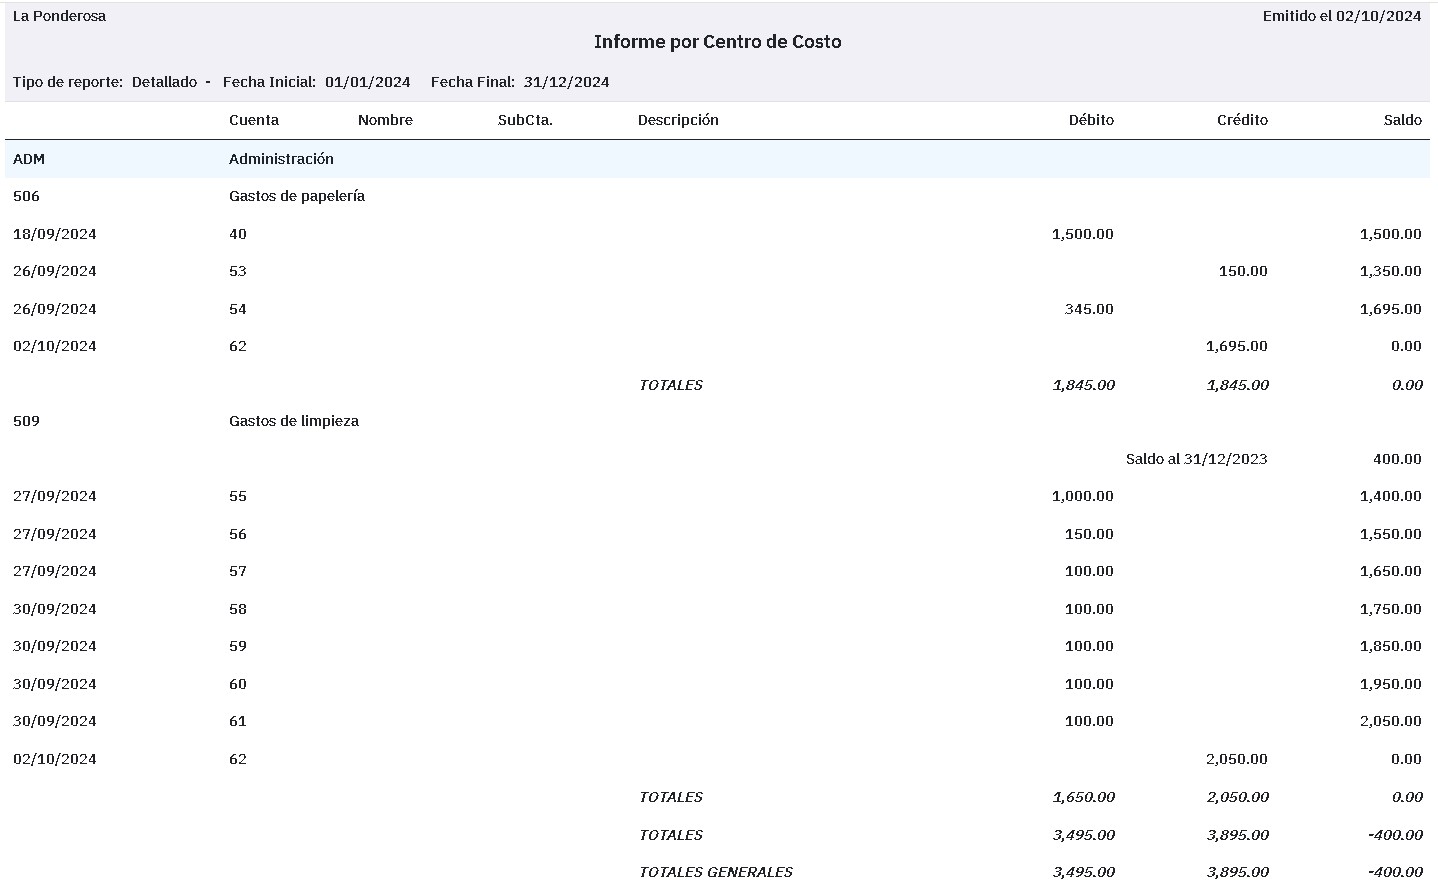 La Ponderosa Emitido el 02/10/2024
Informe por Centro de Costo
Tipo de reporte: Detallado - Fecha Inicial: 01/01/2024 Fecha Final: 31/12/2024
Cuenta Nombre SubCta. Descripción Débito Crédito Saldo
ADM Administración
506 Gastos de papelería
18/09/2024 40 1,500.00 1,500.00
26/09/2024 53 150.00 1,350.00
26/09/2024 54 345.00 1,695.00
02/10/2024 62 1,695.00 0.00
TOTALES 1,845.00 1,845.00 0.00
509 Gastos de limpieza
Saldo al 31/12/2023 400.00
27/09/2024 55 1,000.00 1,400.00
27/09/2024 56 150.00 1,550.00
27/09/2024 57 100.00 1,650.00
30/09/2024 58 100.00 1,750.00
30/09/2024 59 100.00 1,850.00
30/09/2024 60 100.00 1,950.00
30/09/2024 61 100.00 2,050.00
02/10/2024 62 2,050.00 0.00
TOTALES 1,650.00 2,050.00 0.00
TOTALES 3,495.00 3,895.00 -400.00
TOTALES GENERALES 3,495.00 3,895.00 -400.00